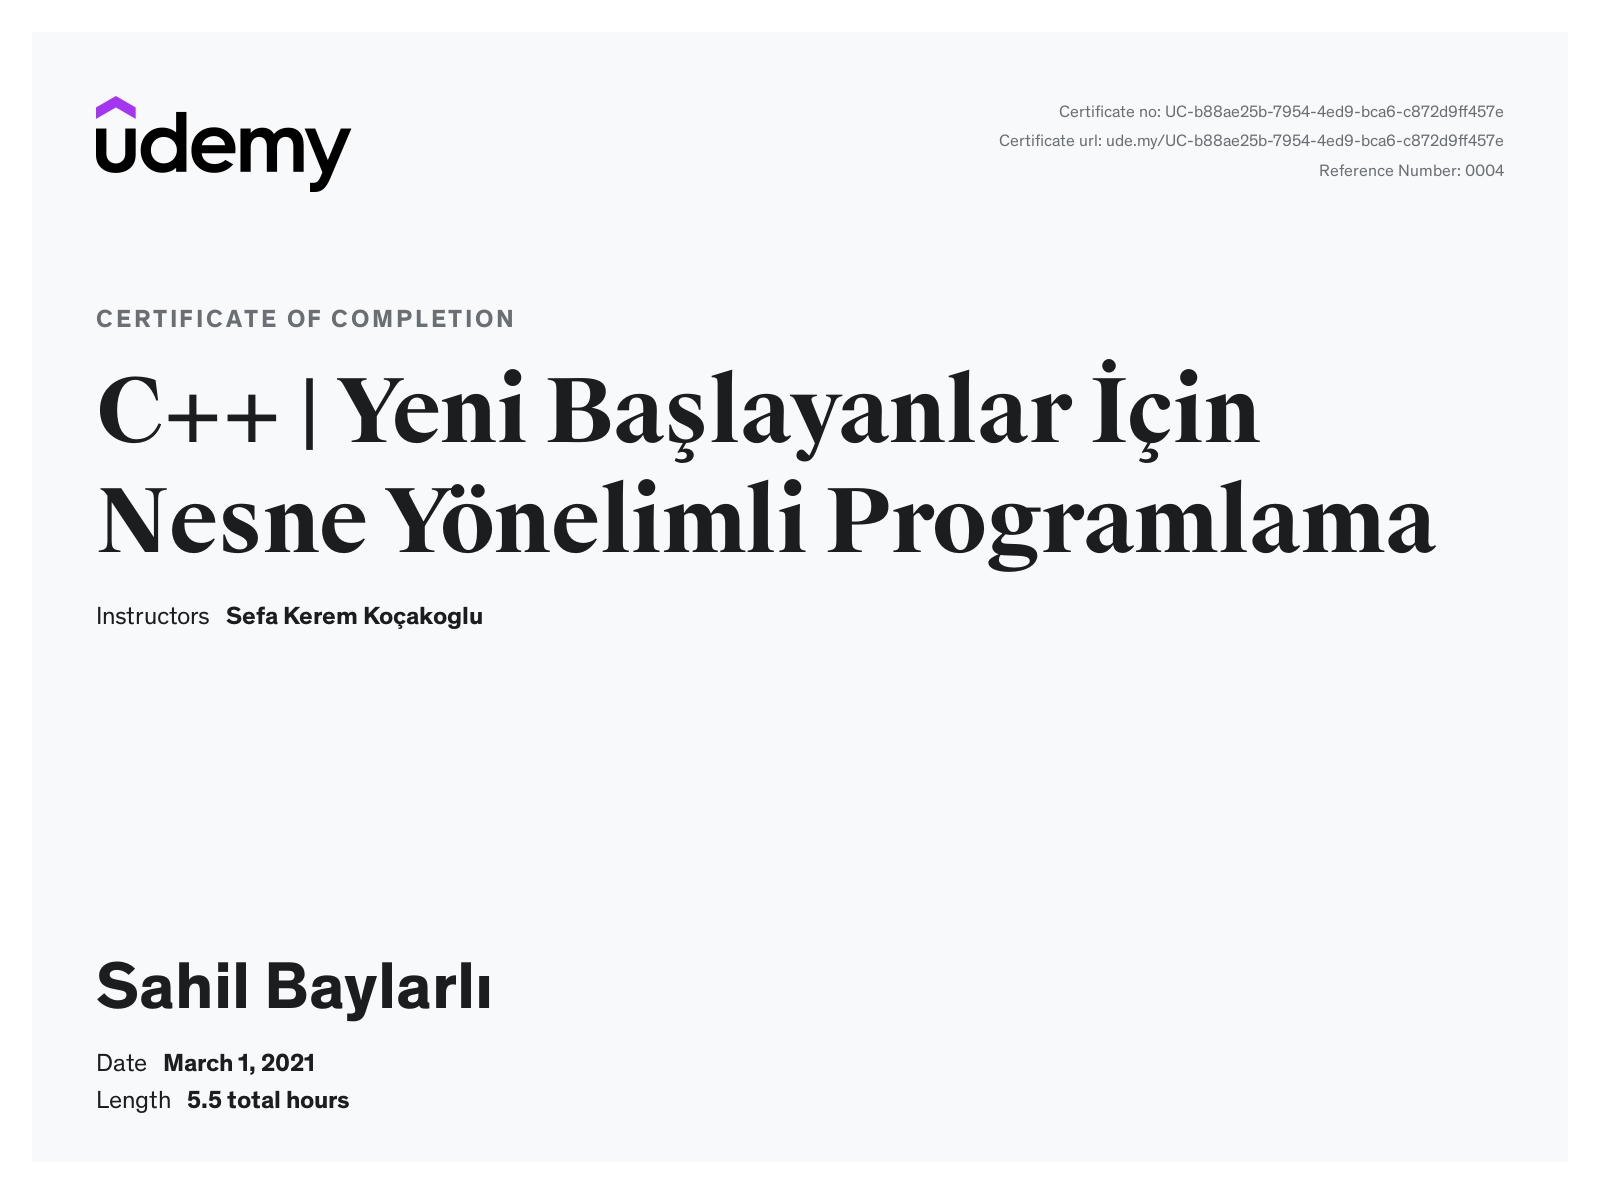 udemy
Certificate no: UC-b88ae25b-7954-4ed9-bca6-c872d9ff457e
Certificate url: ude.my/UC-b88ae25b-7954-4ed9-bca6-c872d9ff457e
Reference Number: 0004
CERTIFICATE OF COMPLETION
C++ | Yeni Başlayanlar İçin
Nesne Yönelimli Programlama
Instructors Sefa Kerem Koçakoglu
Sahil Baylarlı
Date March 1, 2021
Length 5.5 total hours